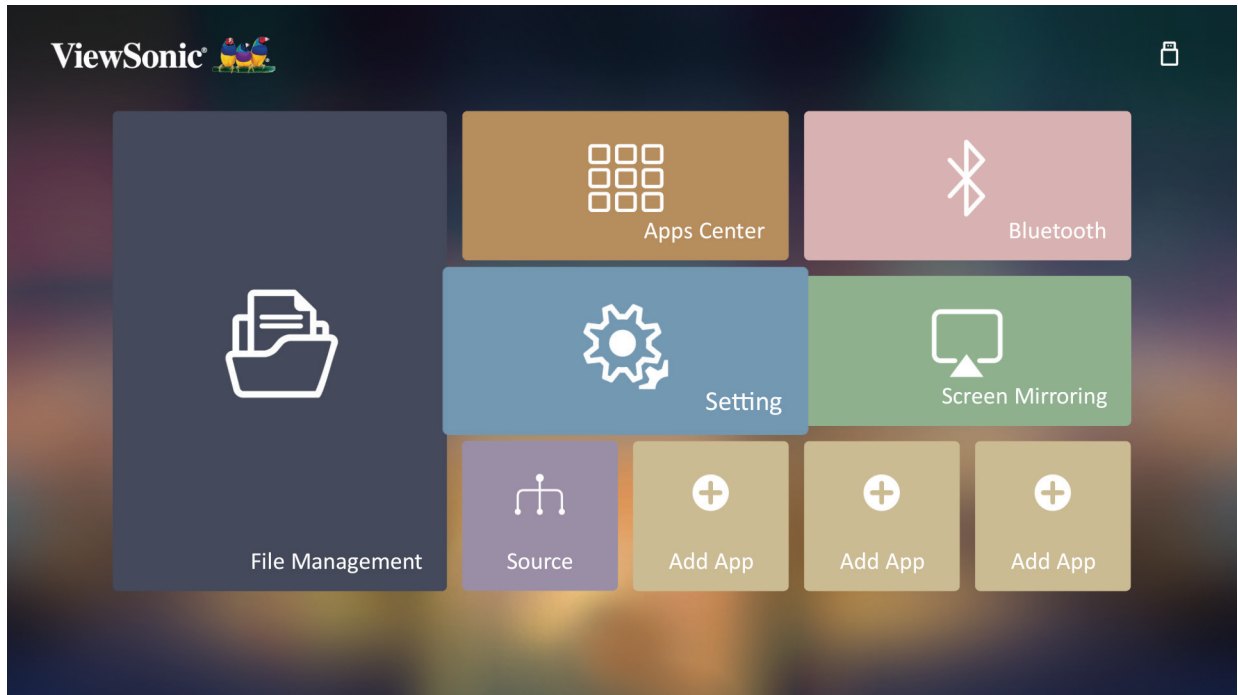 ViewSonic®
Apps Center
Bluetooth
Setting
Screen Mirroring
File Management
Source
Add App
Add App
Add App